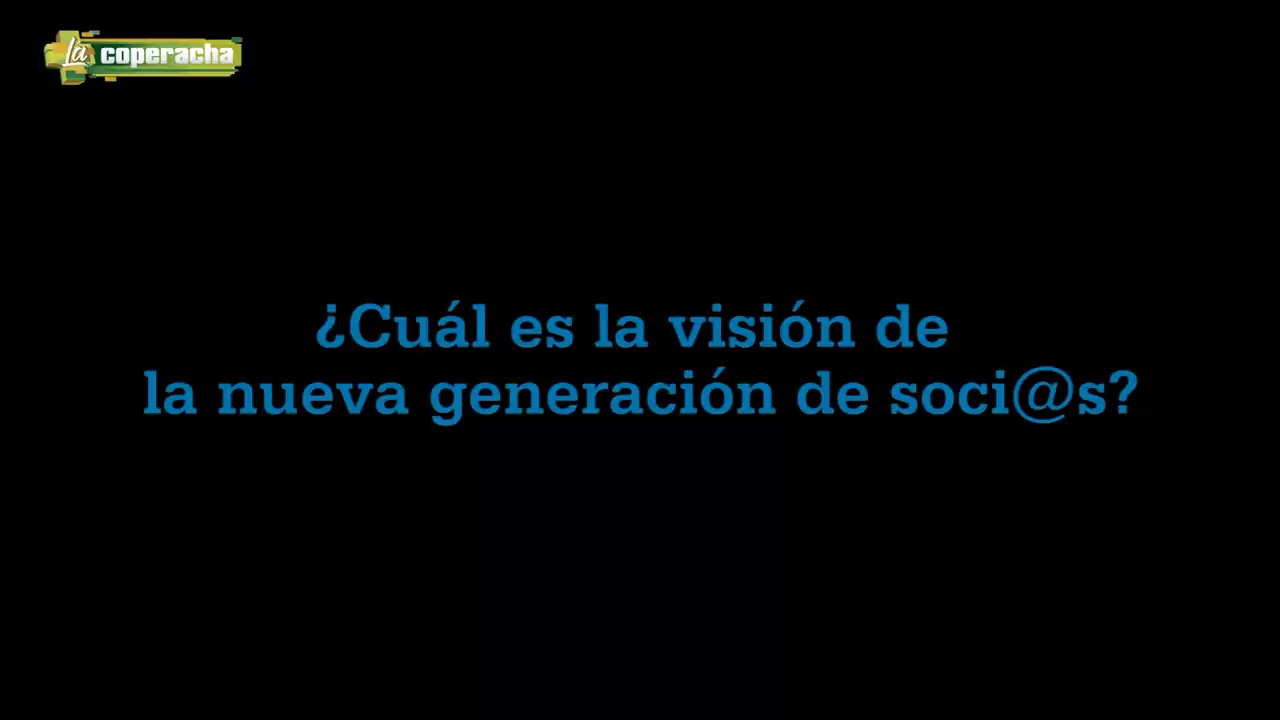 La coperacha
¿Cuál es la visión de
la nueva generación de soci@s?